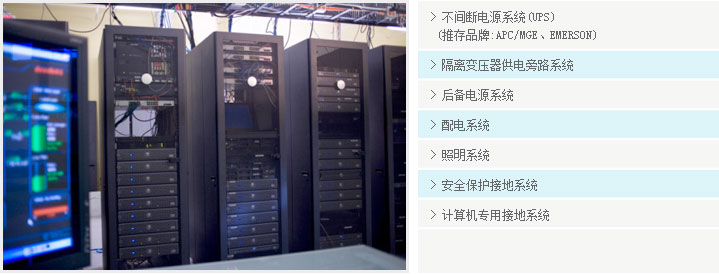 > 不间断电源系统(UPS)
(推存品牌:APC/MGE、EMERSON)
> 隔离变压器供电旁路系统
> 后备电源系统
> 配电系统
> 照明系统
> 安全保护接地系统
> 计算机专用接地系统